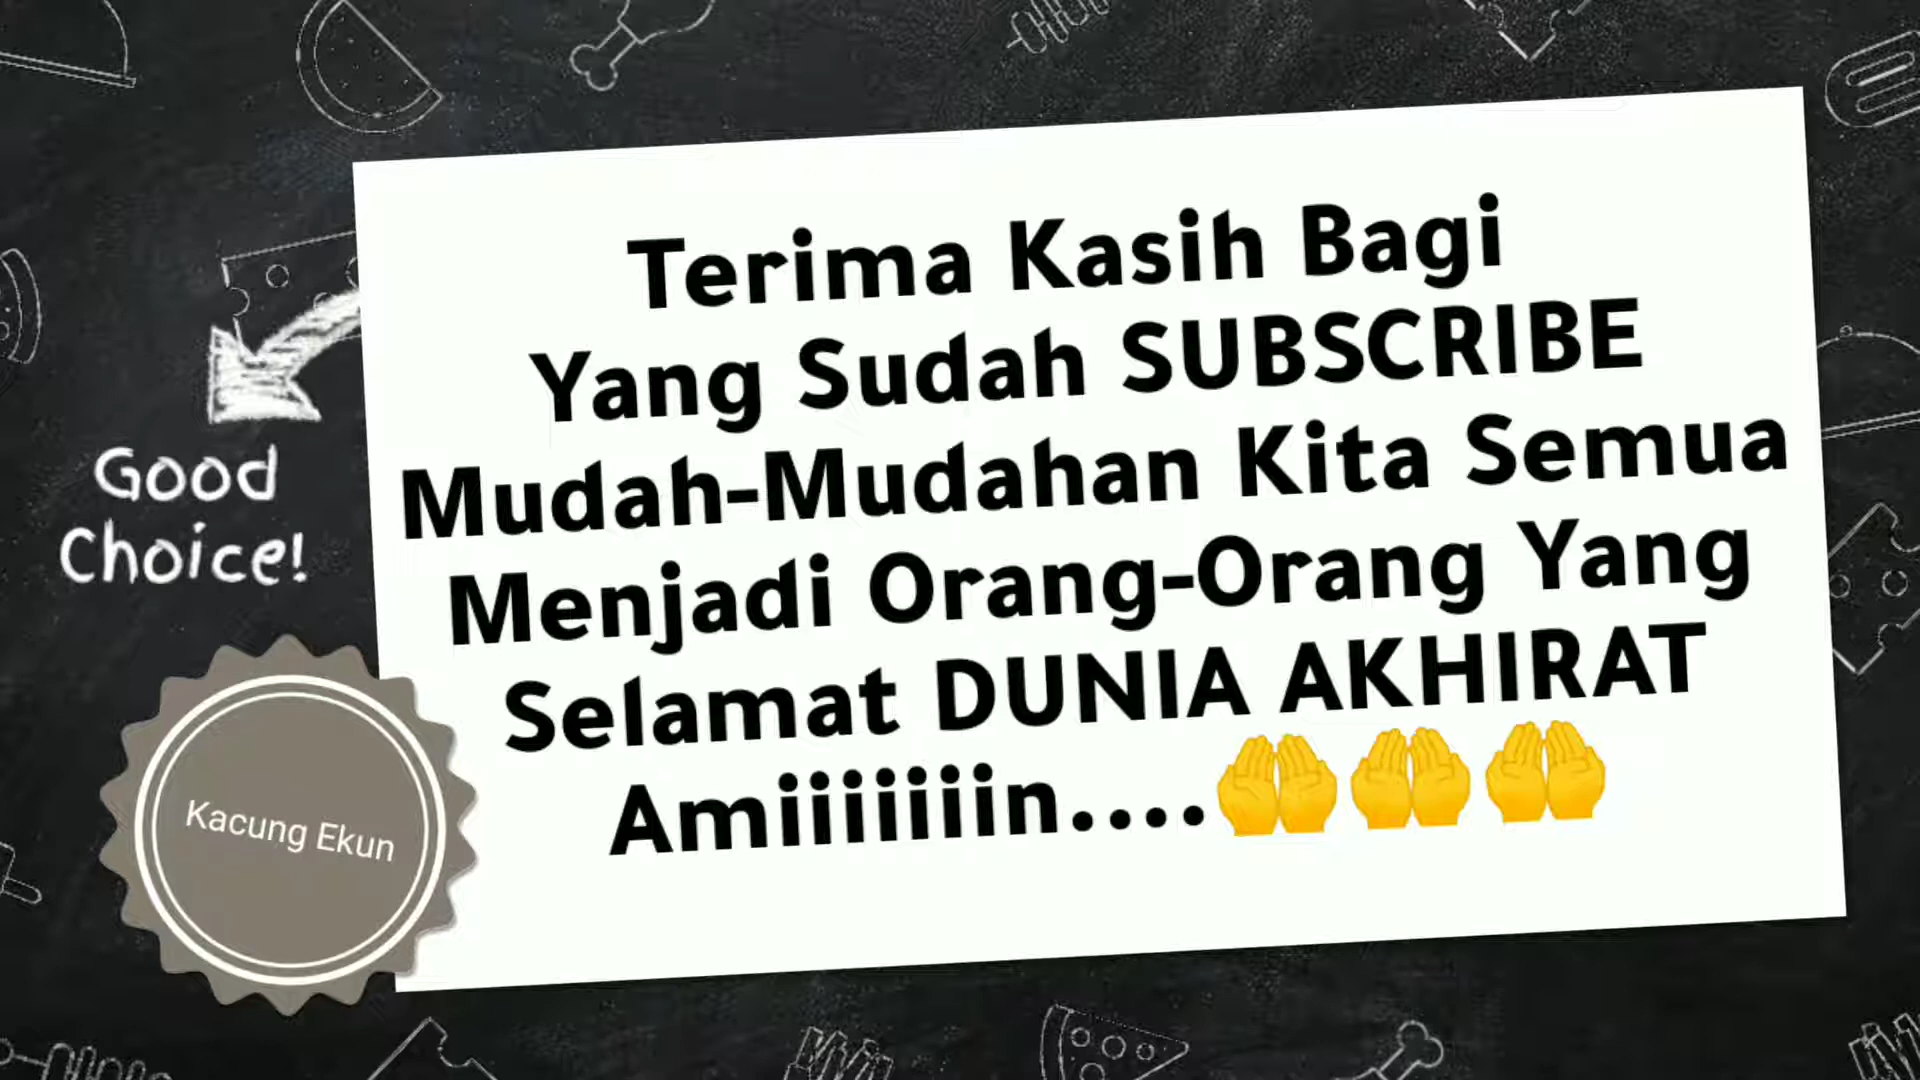 Terima Kasih Bagi
Yang Sudah SUBSCRIBE
Mudah-Mudahan Kita Semua
Menjadi Orang-Orang Yang
Selamat DUNIA AKHIRAT
Amiiiiiiiin....🤲🤲🤲
Good
Choice!
Kacung Ekun